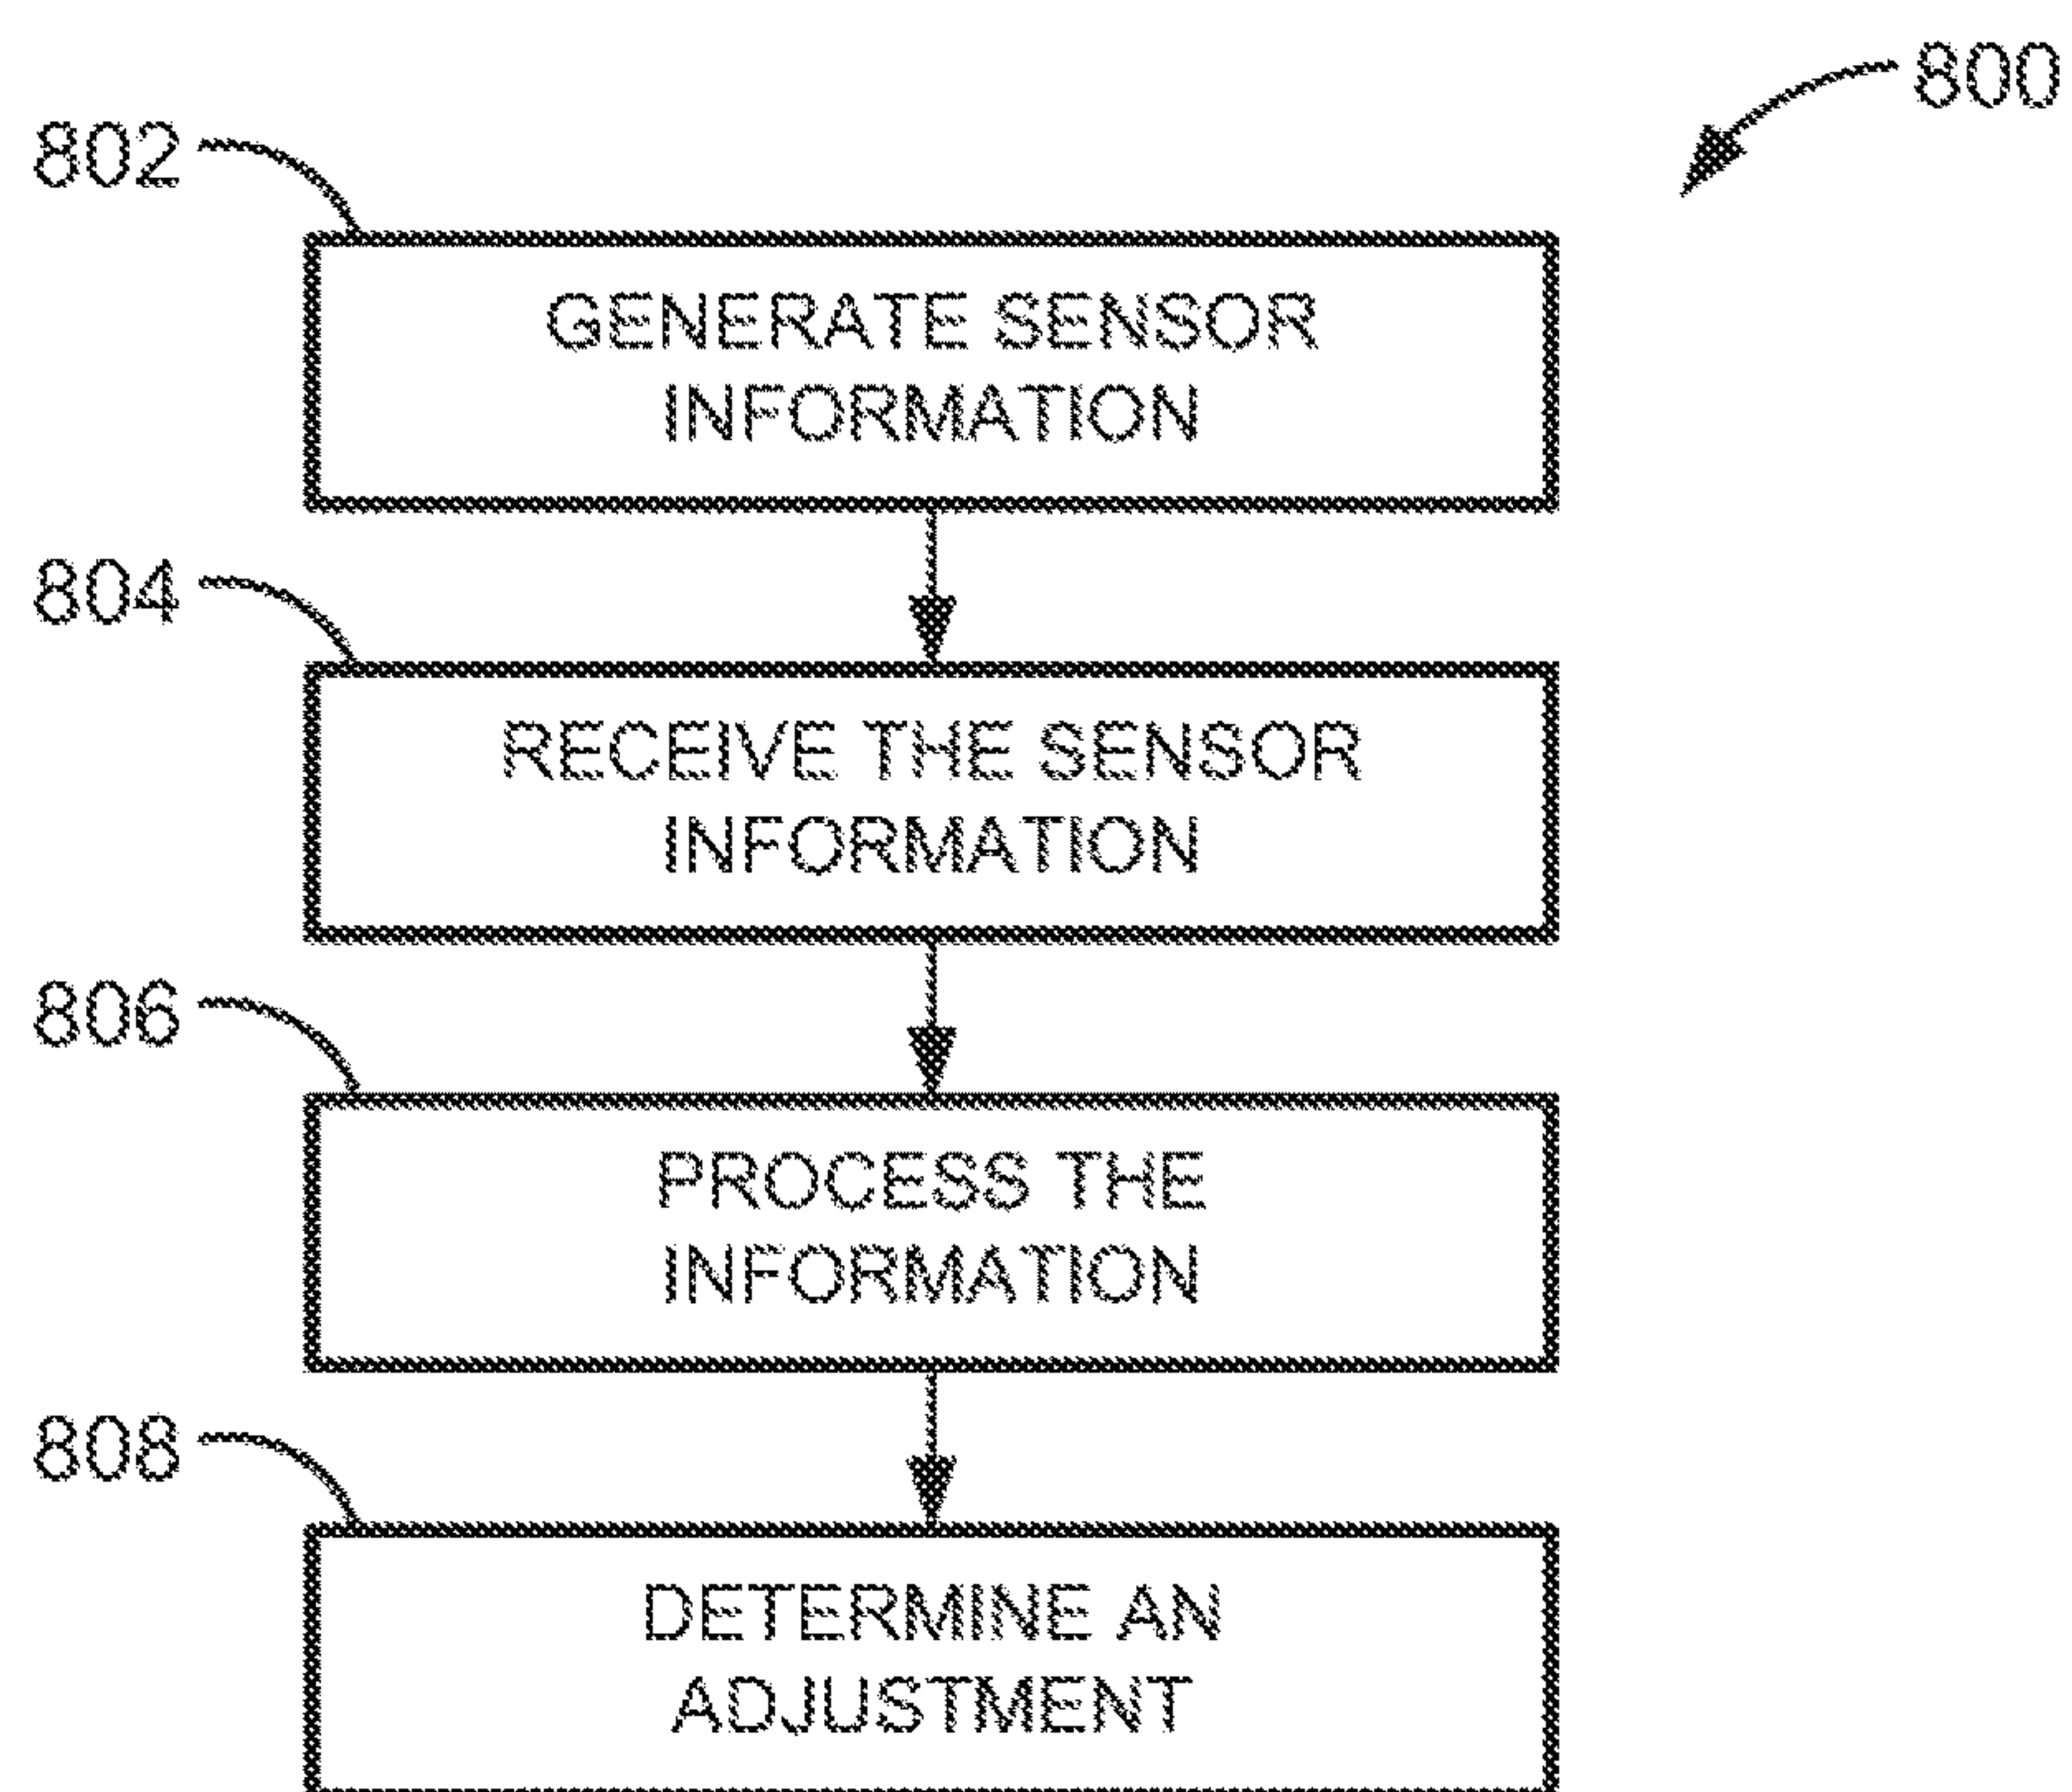 800
802
GENERATE SENSOR
INFORMATION
804
RECEIVE THE SENSOR
INFORMATION
806
PROCESS THE
INFORMATION
808
DETERMINE AN
ADJUSTMENT